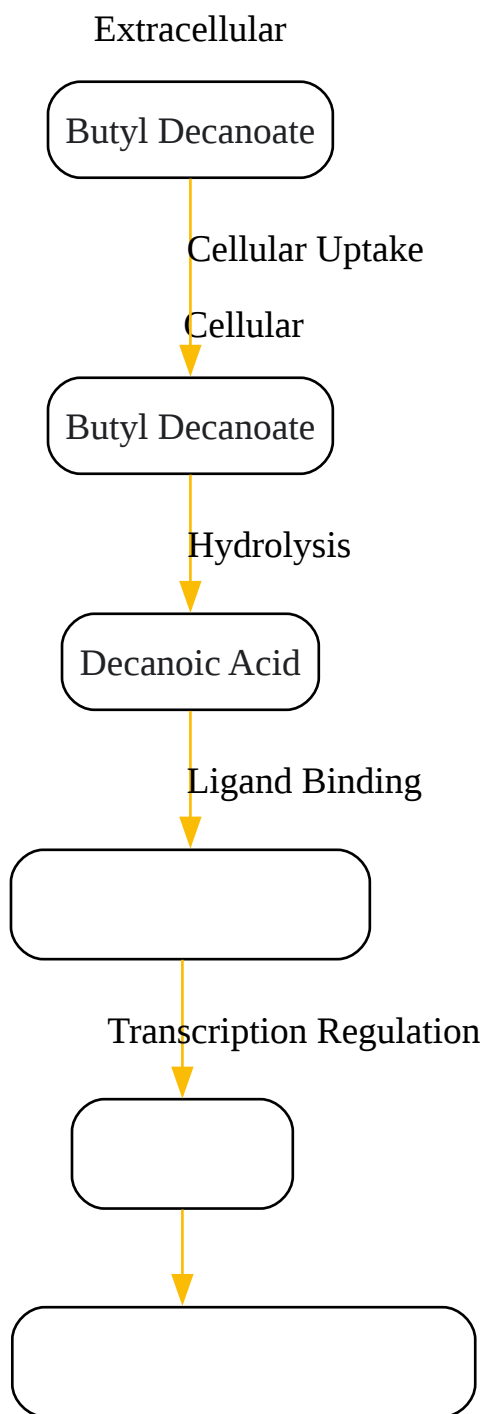 Extracellular
Butyl Decanoate
Cellular Uptake
Cellular
Butyl Decanoate
Hydrolysis
Decanoic Acid
Ligand Binding
Transcription Regulation